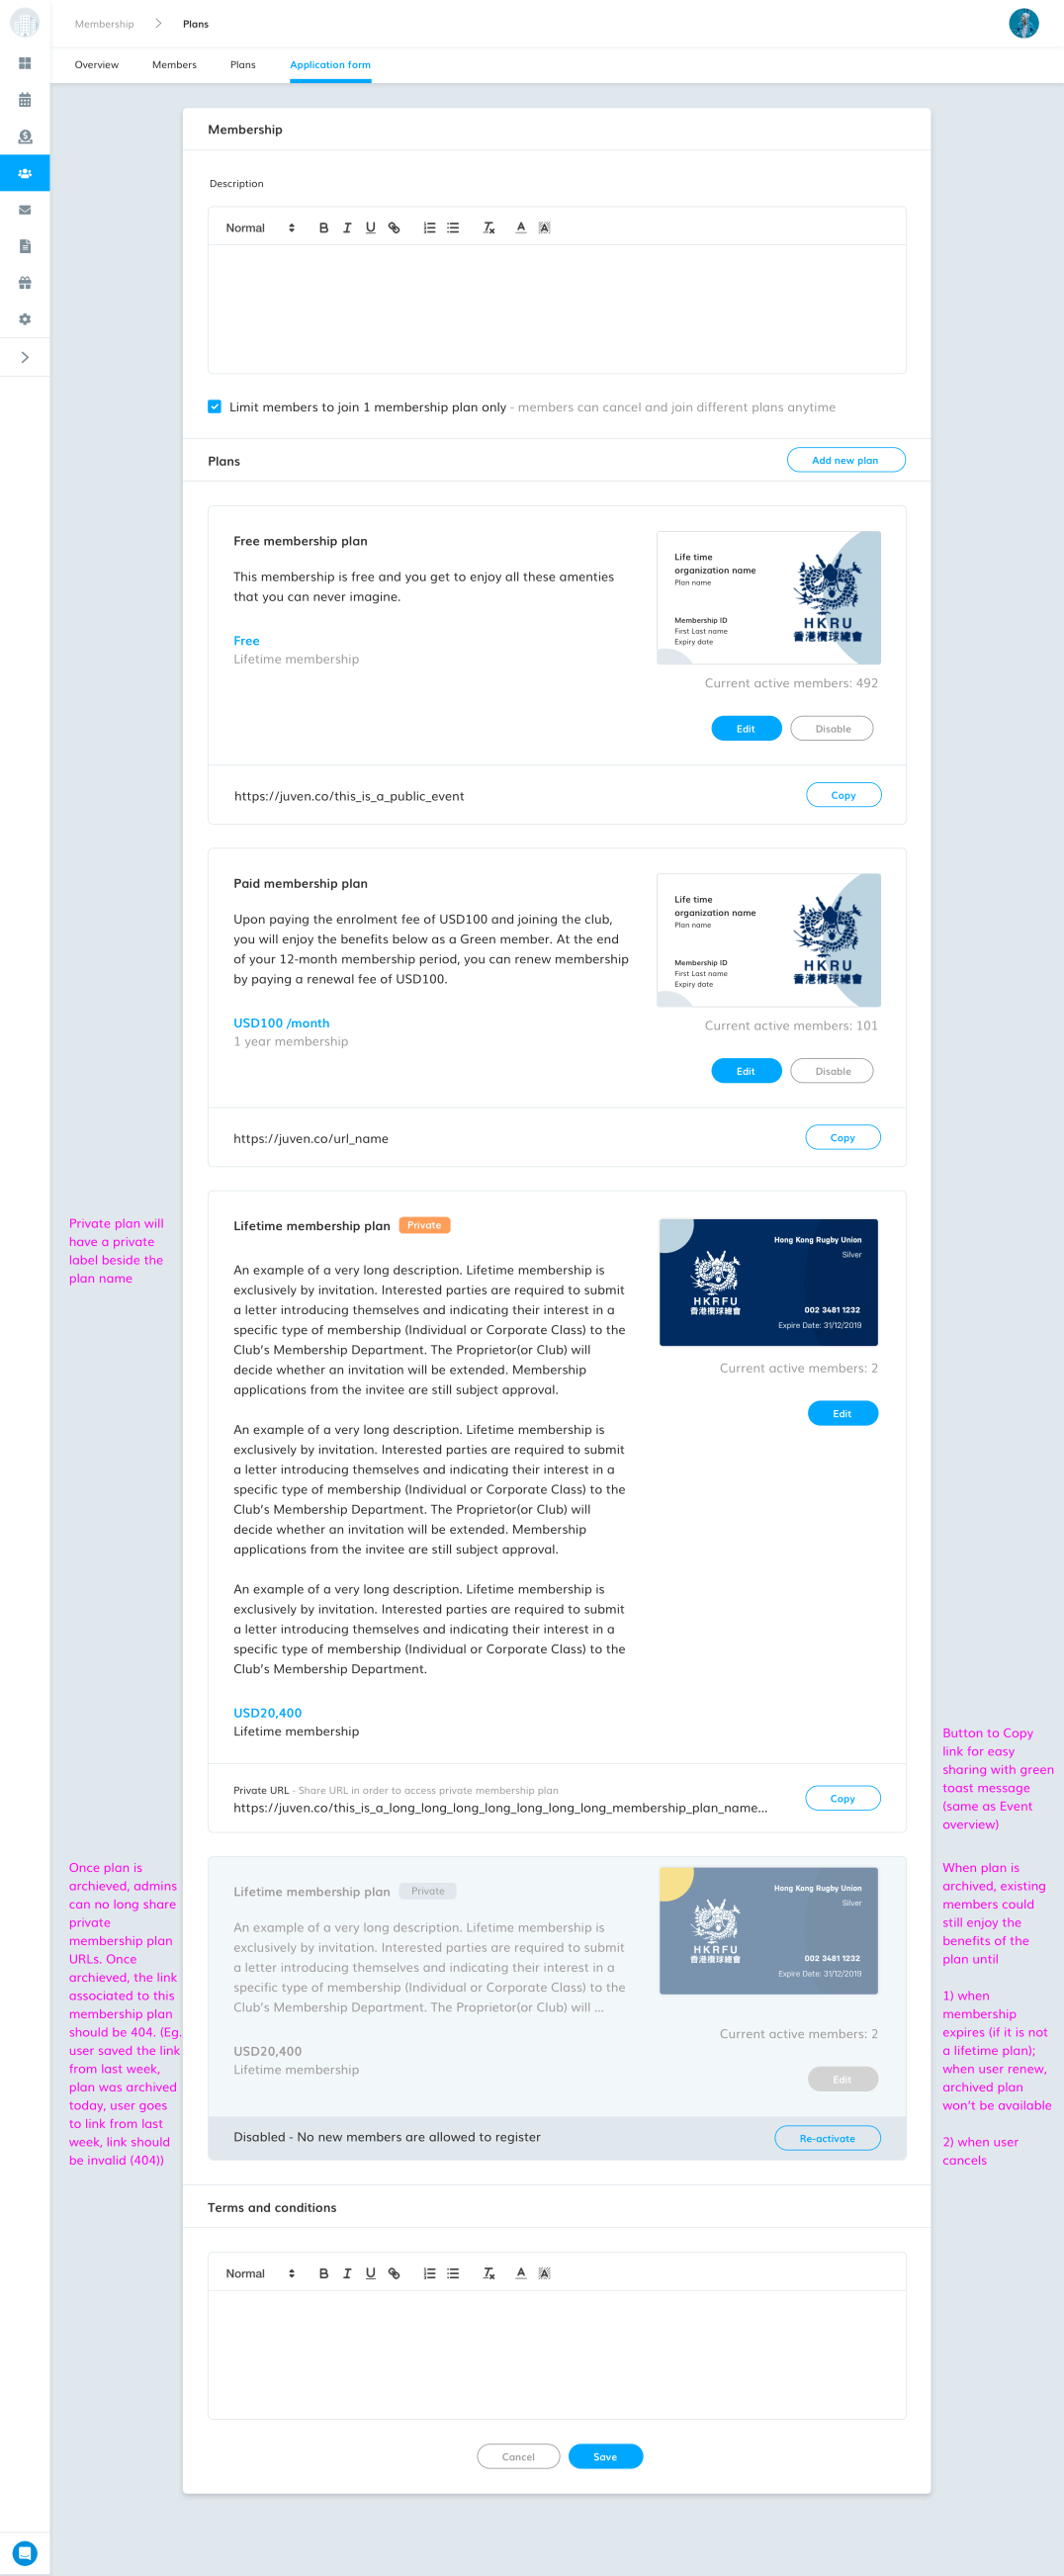 Membership
Plans
Overview
Members
Plans
Application form
Membership
Description
Normal
Limit members to join 1 membership plan only - members can cancel and join different plans anytime
Plans
Add new plan
Free membership plan
This membership is free and you get to enjoy all these amenties
that you can never imagine.
Free
Lifetime membership
Life time
organization name
Plan name
Membership ID
First Last name
Expiry date
HKRU
香港欖球總會
Current active members: 492
Edit
Disable
https://juven.co/this_is_a_public_event
Copy
Paid membership plan
Upon paying the enrolment fee of USD100 and joining the club,
you will enjoy the benefits below as a Green member. At the end
of your 12-month membership period, you can renew membership
by paying a renewal fee of USD100.
USD100 /month
1 year membership
Life time
organization name
Plan name
Membership ID
First Last name
Expiry date
HKRU
香港欖球總會
Current active members: 101
Edit
Disable
https://juven.co/url_name
Copy
Private plan will
have a private
label beside the
plan name
Lifetime membership plan
Private
An example of a very long description. Lifetime membership is
exclusively by invitation. Interested parties are required to submit
a letter introducing themselves and indicating their interest in a
specific type of membership (Individual or Corporate Class) to the
Club's Membership Department. The Proprietor(or Club) will
decide whether an invitation will be extended. Membership
applications from the invitee are still subject approval.
An example of a very long description. Lifetime membership is
exclusively by invitation. Interested parties are required to submit
a letter introducing themselves and indicating their interest in a
specific type of membership (Individual or Corporate Class) to the
Club's Membership Department. The Proprietor(or Club) will
decide whether an invitation will be extended. Membership
applications from the invitee are still subject approval.
An example of a very long description. Lifetime membership is
exclusively by invitation. Interested parties are required to submit
a letter introducing themselves and indicating their interest in a
specific type of membership (Individual or Corporate Class) to the
Club's Membership Department.
USD20,400
Lifetime membership
Hong Kong Rugby Union
Silver
HKRFU
香港欖球總會
002 3481 1232
Expire Date: 31/12/2019
Current active members: 2
Edit
Private URL - Share URL in order to access private membership plan
https://juven.co/this_is_a_long_long_long_long_long_long_long_membership_plan_name...
Copy
Button to Copy
link for easy
sharing with green
toast message
(same as Event
overview)
Once plan is
archieved, admins
can no long share
private
membership plan
URLs. Once
archieved, the link
associated to this
membership plan
should be 404. (Eg.
user saved the link
from last week,
plan was archived
today, user goes
to link from last
week, link should
be invalid (404))
Lifetime membership plan
Private
An example of a very long description. Lifetime membership is
exclusively by invitation. Interested parties are required to submit
a letter introducing themselves and indicating their interest in a
specific type of membership (Individual or Corporate Class) to the
Club's Membership Department. The Proprietor(or Club) will ...
USD20,400
Lifetime membership
Hong Kong Rugby Union
Silver
HKRFU
香港欖球總會
002 3481 1232
Expire Date: 31/12/2019
Current active members: 2
Edit
Disabled - No new members are allowed to register
Re-activate
When plan is
archived, existing
members could
still enjoy the
benefits of the
plan until
1) when
membership
expires (if it is not
a lifetime plan);
when user renew,
archived plan
won't be available
2) when user
cancels
Terms and conditions
Normal
Cancel
Save